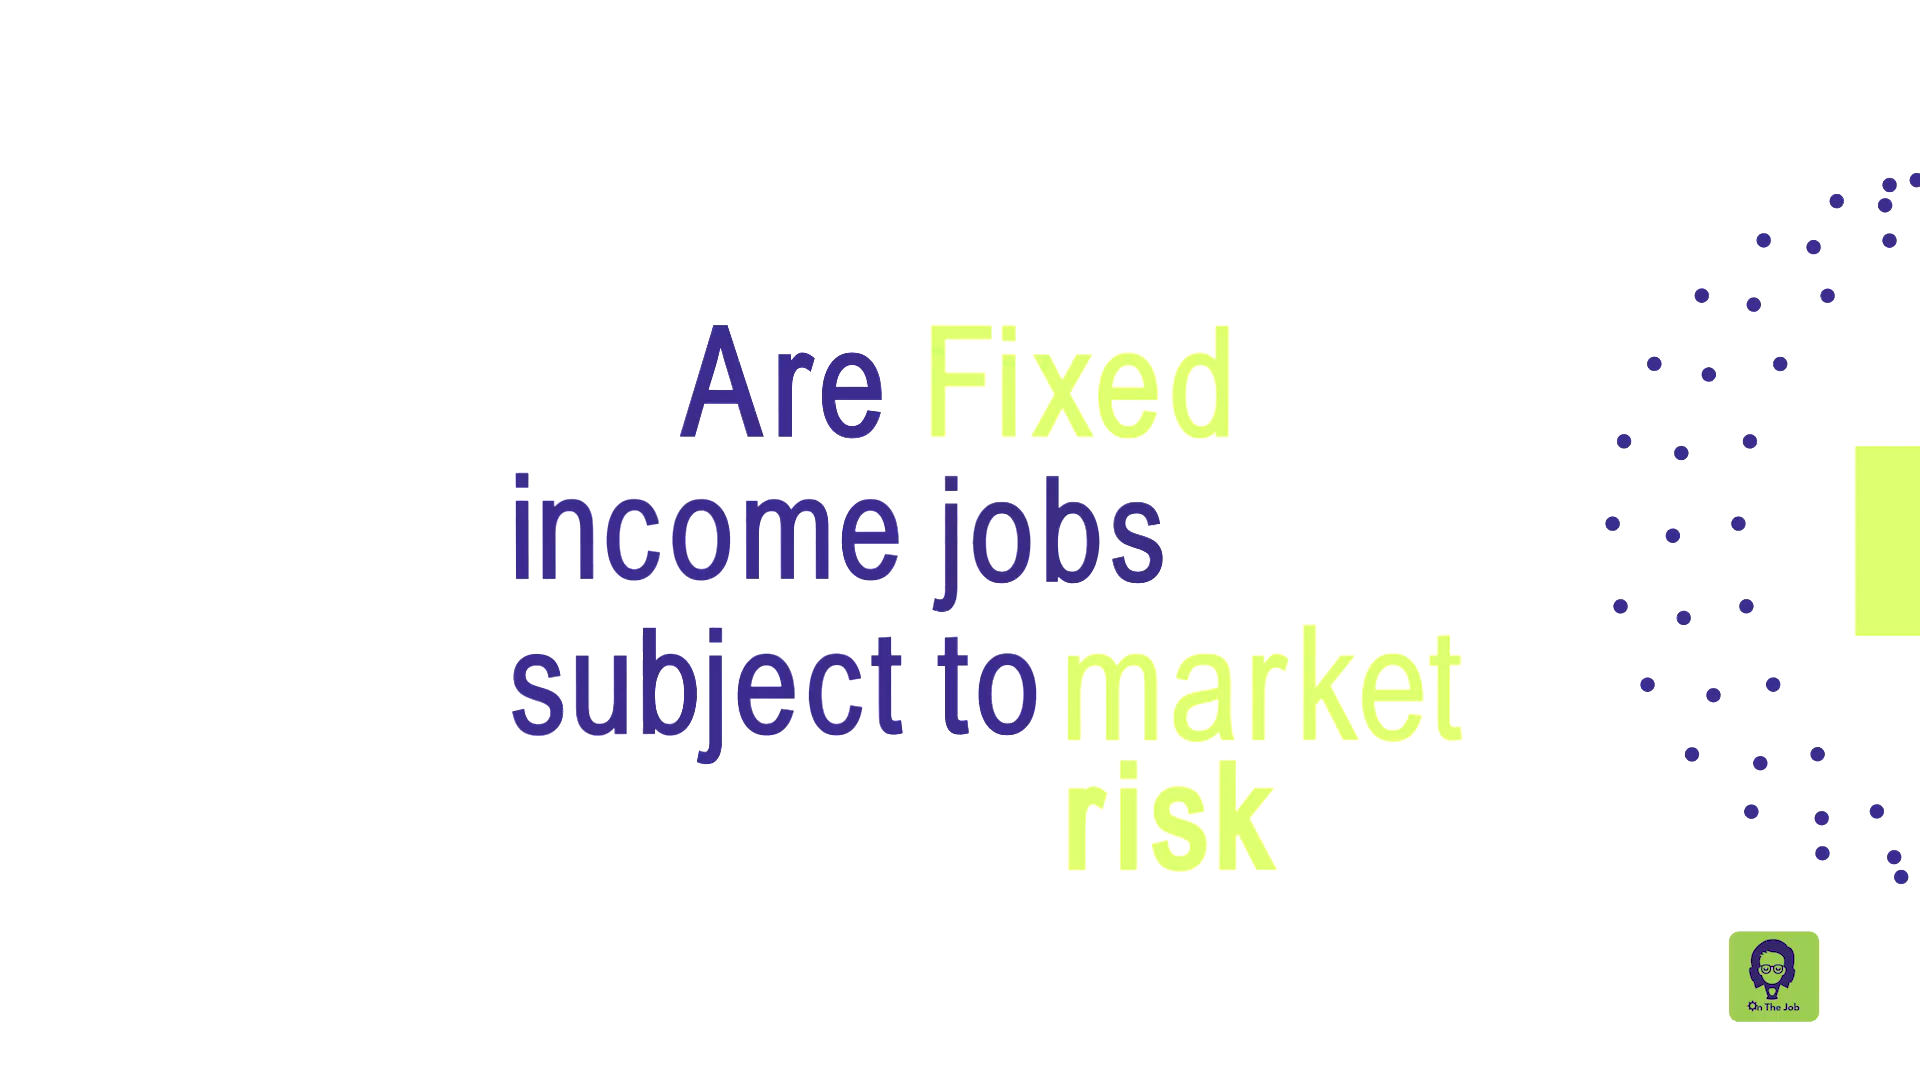 Are Fixed
income jobs
subject to market
risk
On The Job